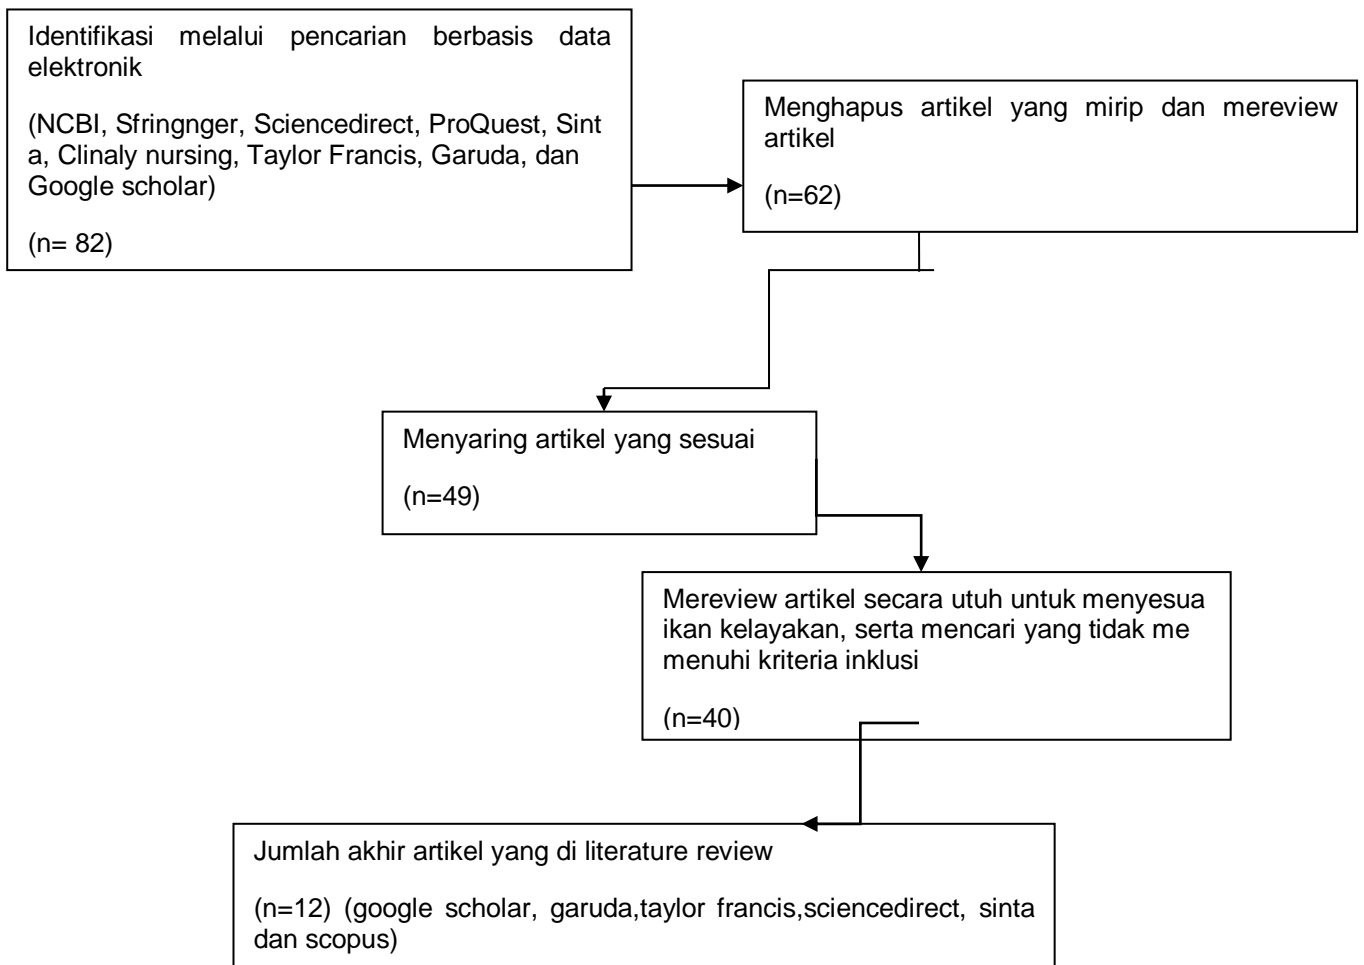 Identifikasi melalui pencarian berbasis data
elektronik
(NCBI, Sfringnger, Sciencedirect, ProQuest, Sint
a, Clinaly nursing, Taylor Francis, Garuda, dan
Google scholar)
(n= 82)
Menghapus artikel yang mirip dan mereview
artikel
(n=62)
Menyaring artikel yang sesuai
(n=49)
Mereview artikel secara utuh untuk menyesua
ikan kelayakan, serta mencari yang tidak me
menuhi kriteria inklusi
(n=40)
Jumlah akhir artikel yang di literature review
(n=12) (google scholar, garuda,taylor francis,sciencedirect, sinta
dan scopus)